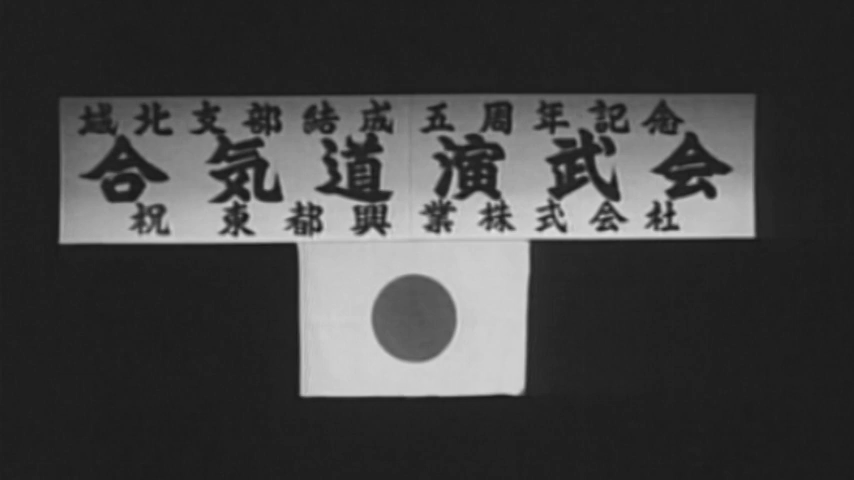 城北支部結成五周年記念
合気道演武会
祝東都興業株式会社